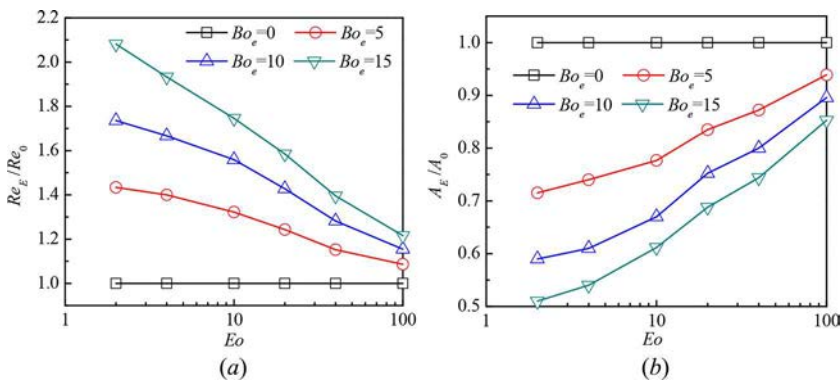 2.2
2.0
1.8
1.6
1.4
1.2
1.0
Re_E/Re_0
Bo_e=0
Bo_e=5
Bo_e=10
Bo_e=15
1
10
100
Eo
(a)
1.0
0.9
0.8
0.7
0.6
0.5
A_E/A_0
Bo_e=0
Bo_e=5
Bo_e=10
Bo_e=15
1
10
100
Eo
(b)